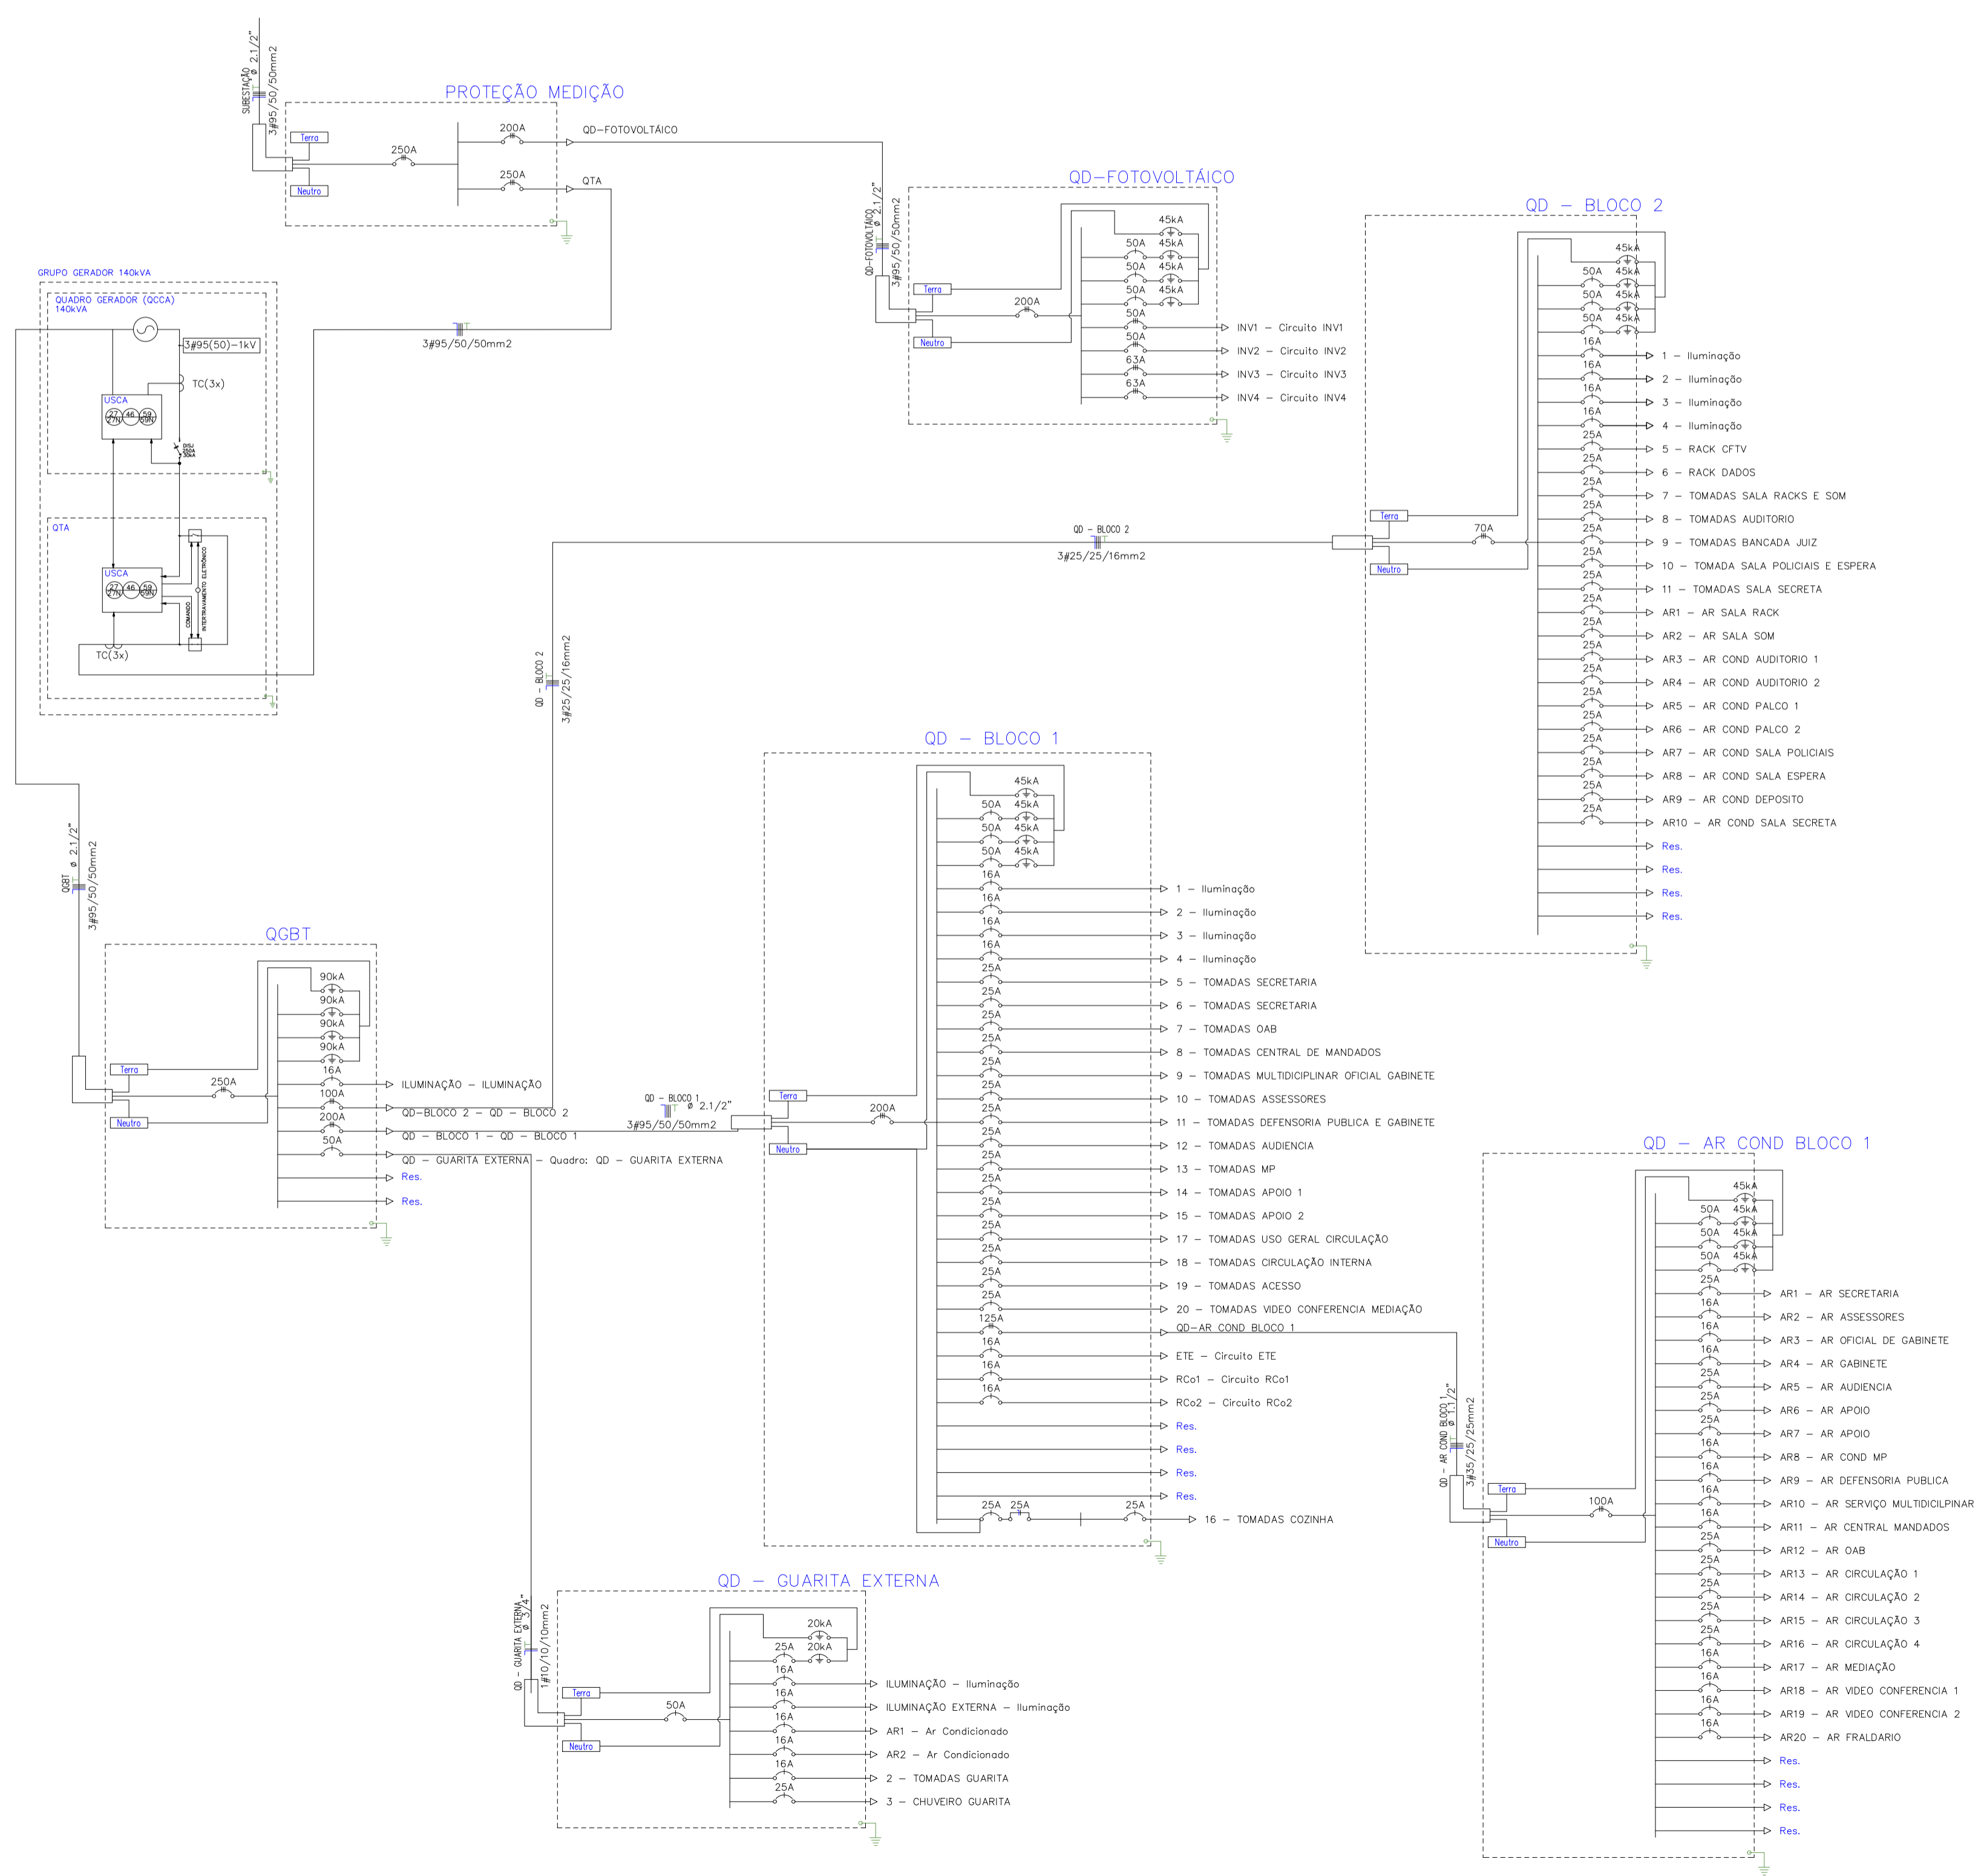 SUBESTAÇÃO
ø 2.1/2"
3#95/50/50mm2
PROTEÇÃO MEDIÇÃO
Terra
Neutro
250A
200A
QD-FOTOVOLTÁICO
250A
QTA
QD-FOTOVOLTÁICO
ø 2.1/2"
3#95/50/50mm2
QD-FOTOVOLTÁICO
45kA
50A 45kA
50A 45kA
50A 45kA
Terra
200A
Neutro
50A
INV1 - Circuito INV1
50A
INV2 - Circuito INV2
63A
INV3 - Circuito INV3
63A
INV4 - Circuito INV4
GRUPO GERADOR 140kVA
QUADRO GERADOR (QCCA)
140kVA
3#95(50)-1kV
TC(3x)
USCA
27 46 59
27N 59N
DISJ
250A
30kA
QTA
USCA
27 46 59
27N 59N
COMANDO
INTERTRAVAMENTO ELETRÔNICO
TC(3x)
3#95/50/50mm2
QD - BLOCO 2
3#25/25/16mm2
QD - BLOCO 2
3#25/25/16mm2
QD - BLOCO 2
45kA
50A 45kA
50A 45kA
50A 45kA
Terra
70A
Neutro
16A
1 - Iluminação
16A
2 - Iluminação
16A
3 - Iluminação
16A
4 - Iluminação
25A
5 - RACK CFTV
25A
6 - RACK DADOS
25A
7 - TOMADAS SALA RACKS E SOM
25A
8 - TOMADAS AUDITORIO
25A
9 - TOMADAS BANCADA JUIZ
25A
10 - TOMADA SALA POLICIAIS E ESPERA
25A
11 - TOMADAS SALA SECRETA
25A
AR1 - AR SALA RACK
25A
AR2 - AR SALA SOM
25A
AR3 - AR COND AUDITORIO 1
25A
AR4 - AR COND AUDITORIO 2
25A
AR5 - AR COND PALCO 1
25A
AR6 - AR COND PALCO 2
25A
AR7 - AR COND SALA POLICIAIS
25A
AR8 - AR COND SALA ESPERA
25A
AR9 - AR COND DEPOSITO
25A
AR10 - AR COND SALA SECRETA
Res.
Res.
Res.
Res.
QGBT
ø 2.1/2"
3#95/50/50mm2
QGBT
90kA
90kA
90kA
90kA
Terra
250A
Neutro
16A
ILUMINAÇÃO - ILUMINAÇÃO
100A
QD-BLOCO 2 - QD - BLOCO 2
200A
QD - BLOCO 1 - QD - BLOCO 1
50A
QD - GUARITA EXTERNA - Quadro: QD - GUARITA EXTERNA
Res.
Res.
QD - BLOCO 1
ø 2.1/2"
3#95/50/50mm2
QD - BLOCO 1
45kA
50A 45kA
50A 45kA
50A 45kA
Terra
200A
Neutro
16A
1 - Iluminação
16A
2 - Iluminação
16A
3 - Iluminação
16A
4 - Iluminação
25A
5 - TOMADAS SECRETARIA
25A
6 - TOMADAS SECRETARIA
25A
7 - TOMADAS OAB
25A
8 - TOMADAS CENTRAL DE MANDADOS
25A
9 - TOMADAS MULTIDICIPLINAR OFICIAL GABINETE
25A
10 - TOMADAS ASSESSORES
25A
11 - TOMADAS DEFENSORIA PUBLICA E GABINETE
25A
12 - TOMADAS AUDIENCIA
25A
13 - TOMADAS MP
25A
14 - TOMADAS APOIO 1
25A
15 - TOMADAS APOIO 2
25A
17 - TOMADAS USO GERAL CIRCULAÇÃO
25A
18 - TOMADAS CIRCULAÇÃO INTERNA
25A
19 - TOMADAS ACESSO
25A
20 - TOMADAS VIDEO CONFERENCIA MEDIAÇÃO
125A
QD-AR COND BLOCO 1
16A
ETE - Circuito ETE
16A
RCo1 - Circuito RCo1
16A
RCo2 - Circuito RCo2
Res.
Res.
Res.
Res.
25A 25A 25A
16 - TOMADAS COZINHA
QD - AR COND BLOCO 1
ø 1.1/2"
3#35/25/25mm2
QD - AR COND BLOCO 1
45kA
50A 45kA
50A 45kA
50A 45kA
Terra
100A
Neutro
25A
AR1 - AR SECRETARIA
16A
AR2 - AR ASSESSORES
16A
AR3 - AR OFICIAL DE GABINETE
16A
AR4 - AR GABINETE
25A
AR5 - AR AUDIENCIA
25A
AR6 - AR APOIO
25A
AR7 - AR APOIO
16A
AR8 - AR COND MP
16A
AR9 - AR DEFENSORIA PUBLICA
16A
AR10 - AR SERVIÇO MULTIDICILPINAR
16A
AR11 - AR CENTRAL MANDADOS
25A
AR12 - AR OAB
25A
AR13 - AR CIRCULAÇÃO 1
25A
AR14 - AR CIRCULAÇÃO 2
25A
AR15 - AR CIRCULAÇÃO 3
25A
AR16 - AR CIRCULAÇÃO 4
16A
AR17 - AR MEDIAÇÃO
16A
AR18 - AR VIDEO CONFERENCIA 1
16A
AR19 - AR VIDEO CONFERENCIA 2
16A
AR20 - AR FRALDARIO
Res.
Res.
Res.
Res.
QD - GUARITA EXTERNA
ø 3/4"
1#10/10/10mm2
QD - GUARITA EXTERNA
20kA
25A 20kA
Terra
50A
Neutro
16A
ILUMINAÇÃO - Iluminação
16A
ILUMINAÇÃO EXTERNA - Iluminação
16A
AR1 - Ar Condicionado
16A
AR2 - Ar Condicionado
16A
2 - TOMADAS GUARITA
25A
3 - CHUVEIRO GUARITA